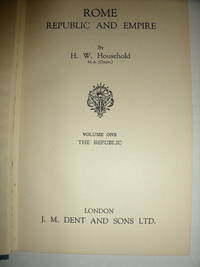 ROME
REPUBLIC AND EMPIRE
By
H. W. Household
M.A. (Oxon.)
VOLUME ONE
THE REPUBLIC
LONDON
J. M. DENT AND SONS LTD.